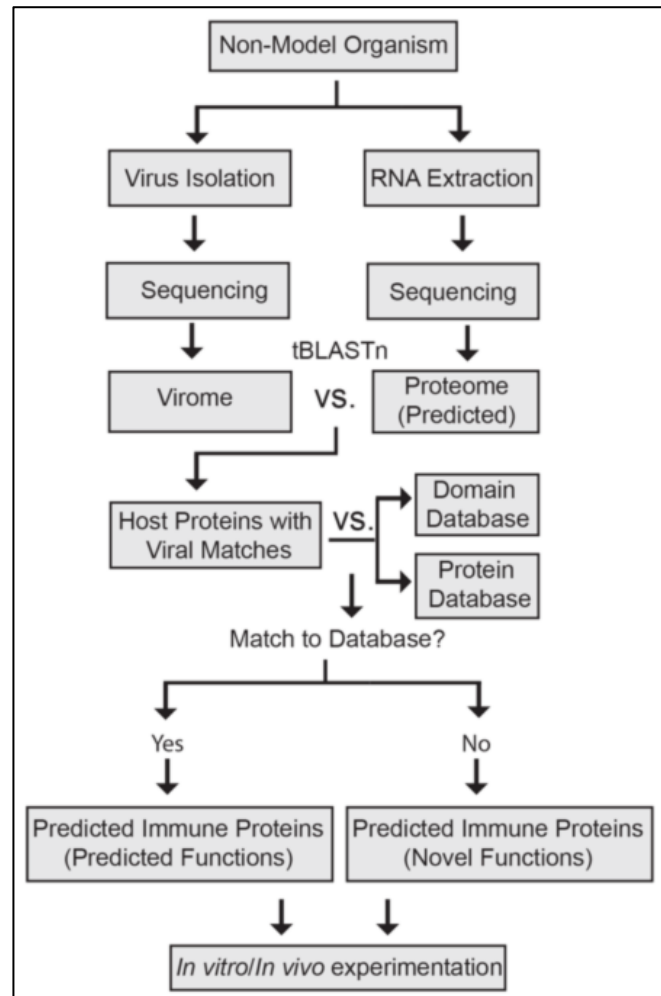 Non-Model Organism
Virus Isolation
RNA Extraction
Sequencing
Sequencing
tBLASTn
Virome
vs.
Proteome
(Predicted)
Host Proteins with
Viral Matches
vs.
Domain
Database
Protein
Database
Match to Database?
Yes
No
Predicted Immune Proteins
(Predicted Functions)
Predicted Immune Proteins
(Novel Functions)
In vitro/In vivo experimentation